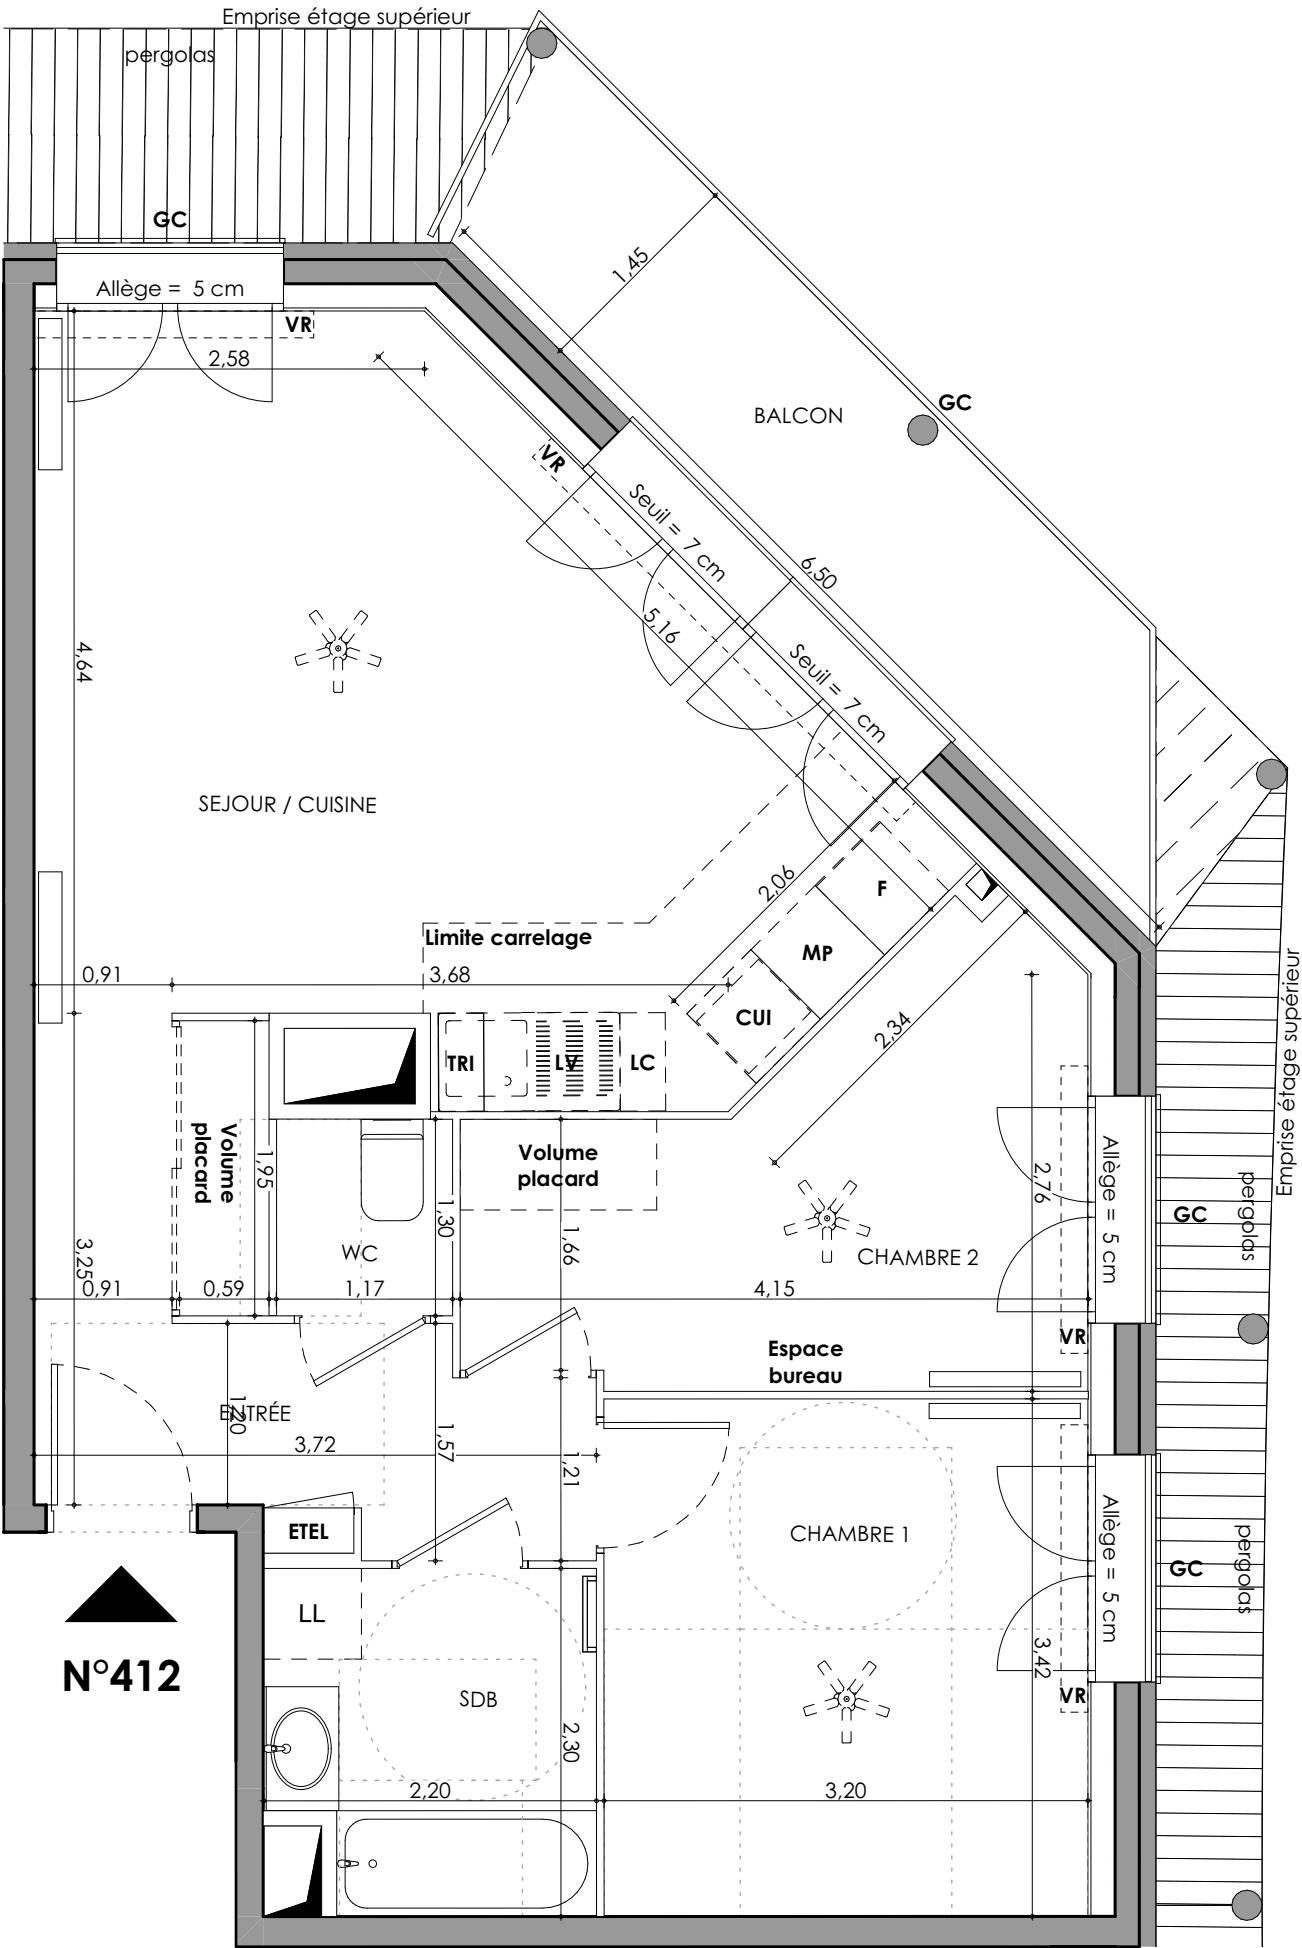 Emprise étage supérieur
pergolas
GC
Allège = 5 cm
VR
2,58
1,45
BALCON
GC
VR
Seuil = 7 cm
6,50
5,16
Seuil = 7 cm
4,64
SEJOUR / CUISINE
2,06
F
MP
CUI
Limite carrelage
0,91
3,68
2,34
TRI
LV
LC
Volume
placard
1,95
1,30
Volume
placard
1,66
2,76
Allège = 5 cm
GC
pergolas
Emprise étage supérieur
WC
CHAMBRE 2
3,25
0,91
0,59
1,17
4,15
VR
Espace
bureau
ENTRÉE
1,20
3,72
1,57
1,21
ETEL
CHAMBRE 1
Allège = 5 cm
GC
pergolas
LL
N°412
SDB
3,42
VR
2,30
2,20
3,20